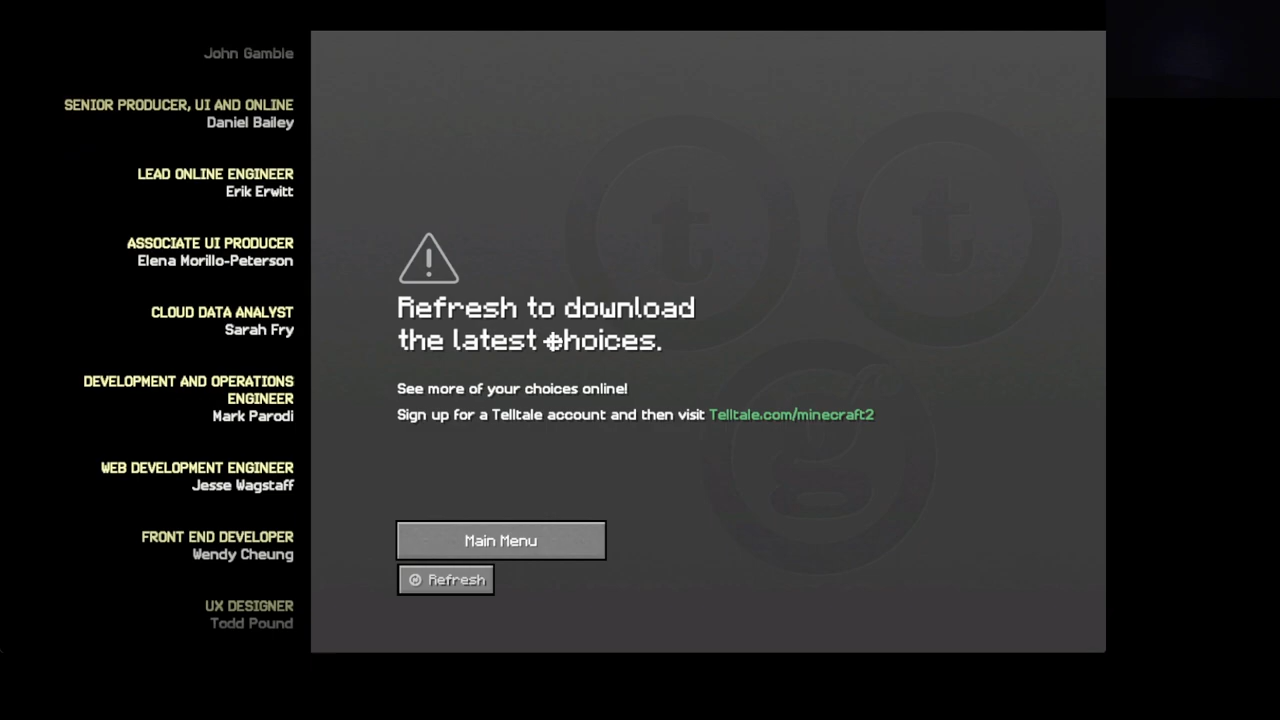 John Gamble
SENIOR PRODUCER, UI AND ONLINE
Daniel Bailey
LEAD ONLINE ENGINEER
Erik Erwitt
ASSOCIATE UI PRODUCER
Elena Morillo-Peterson
CLOUD DATA ANALYST
Sarah Fry
DEVELOPMENT AND OPERATIONS
ENGINEER
Mark Parodi
WEB DEVELOPMENT ENGINEER
Jesse Wagstaff
FRONT END DEVELOPER
Wendy Cheung
UX DESIGNER
Todd Pound
t t
g
Refresh to download
the latest choices.
See more of your choices online!
Sign up for a Telltale account and then visit Telltale.com/minecraft2
Main Menu
Refresh